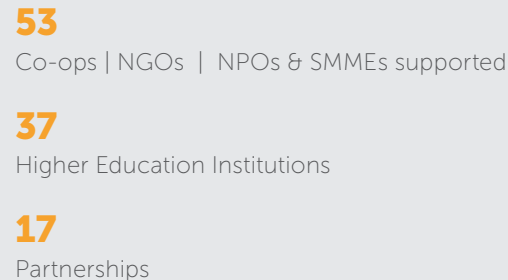 53
Co-ops | NGOs | NPOs & SMMEs supported
37
Higher Education Institutions
17
Partnerships